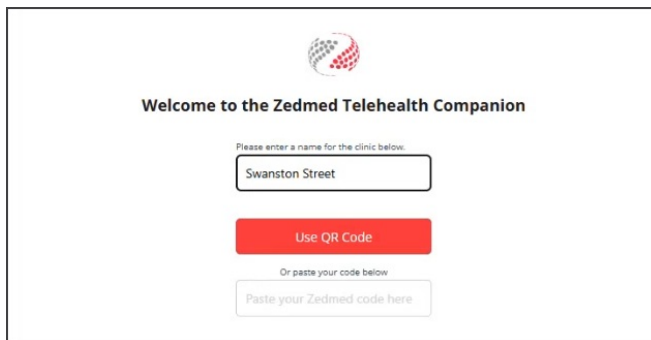 Welcome to the Zedmed Telehealth Companion
Please enter a name for the clinic below.
Swanston Street
Use QR Code
Or paste your code below
Paste your Zedmed code here